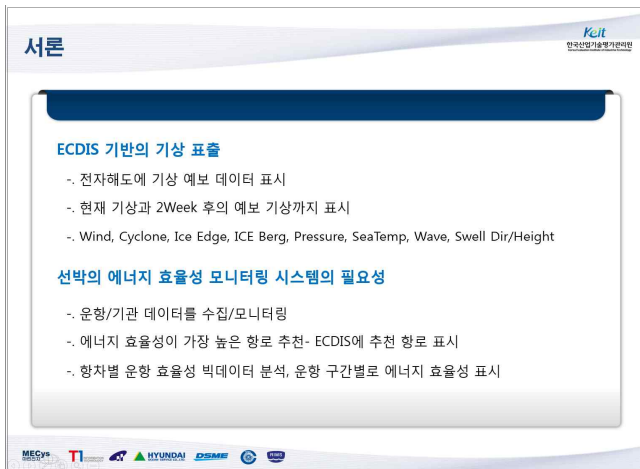 서론
Keit
한국산업기술평가관리원
ECDIS 기반의 기상 표출
-. 전자해도에 기상 예보 데이터 표시
-. 현재 기상과 2Week 후의 예보 기상까지 표시
-. Wind, Cyclone, Ice Edge, ICE Berg, Pressure, SeaTemp, Wave, Swell Dir/Height
선박의 에너지 효율성 모니터링 시스템의 필요성
-. 운항/기관 데이터를 수집/모니터링
-. 에너지 효율성이 가장 높은 항로 추천- ECDIS에 추천 항로 표시
-. 항차별 운항 효율성 빅데이터 분석, 운항 구간별로 에너지 효율성 표시
MECys
HYUNDAI
DSME